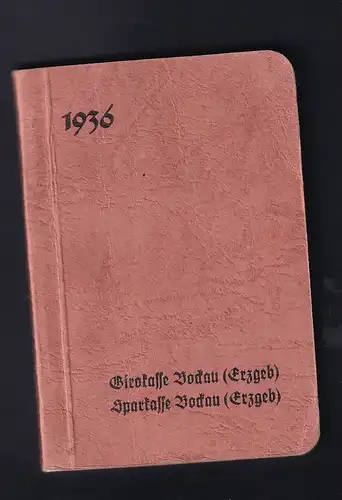 1936
Girokasse Bockau (Erzgeb)
Sparkasse Bockau (Erzgeb)